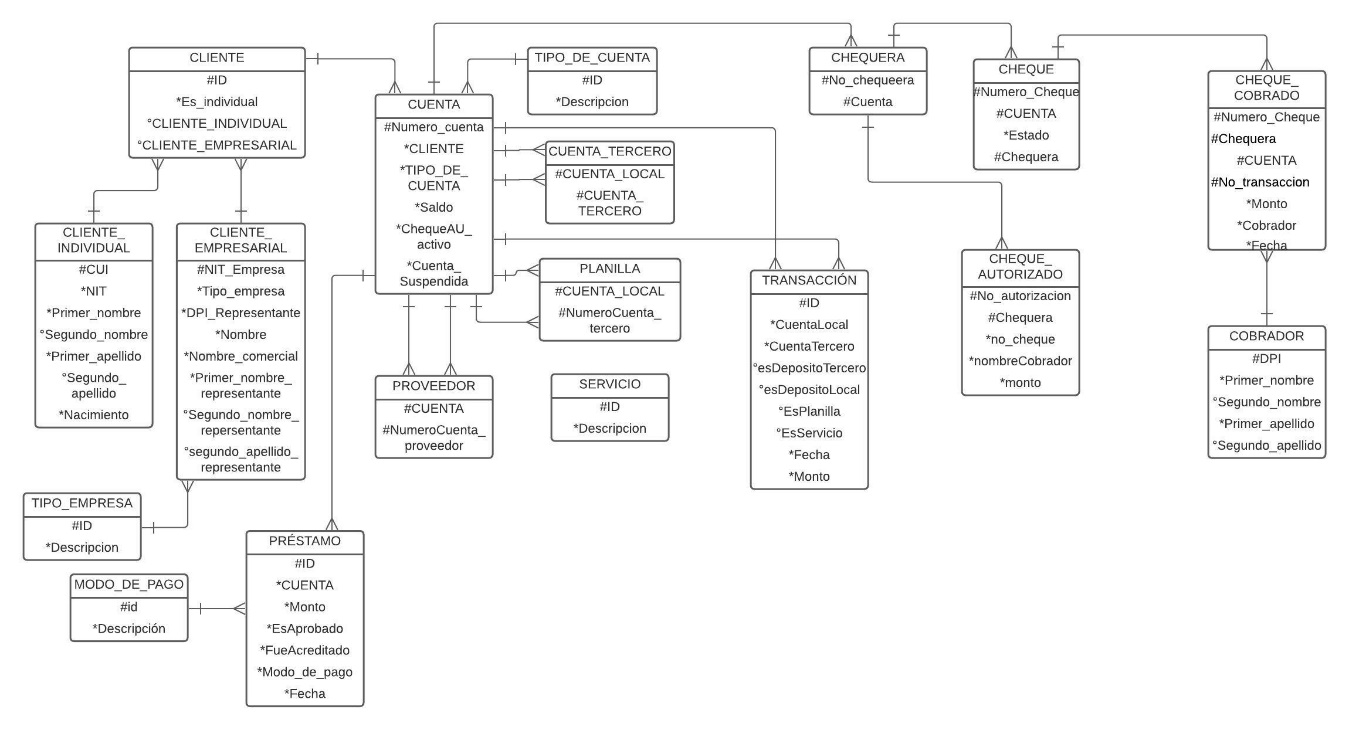 CLIENTE
#ID
*Es_individual
°CLIENTE_INDIVIDUAL
°CLIENTE_EMPRESARIAL
CLIENTE_
INDIVIDUAL
#CUI
*NIT
*Primer_nombre
°Segundo_nombre
*Primer_apellido
°Segundo_
apellido
*Nacimiento
CLIENTE_
EMPRESARIAL
#NIT_Empresa
*Tipo_empresa
*DPI_Representante
*Nombre
*Nombre_comercial
*Primer_nombre_
representante
°Segundo_nombre_
repersentante
°segundo_apellido_
representante
TIPO_EMPRESA
#ID
*Descripcion
MODO_DE_PAGO
#id
*Descripción
PRÉSTAMO
#ID
*CUENTA
*Monto
*EsAprobado
*FueAcreditado
*Modo_de_pago
*Fecha
CUENTA
#Numero_cuenta
*CLIENTE
*TIPO_DE_
CUENTA
*Saldo
*ChequeAU_
activo
*Cuenta_
Suspendida
TIPO_DE_CUENTA
#ID
*Descripcion
CUENTA_TERCERO
#CUENTA_LOCAL
#CUENTA_
TERCERO
PLANILLA
#CUENTA_LOCAL
#NumeroCuenta_
tercero
PROVEEDOR
#CUENTA
#NumeroCuenta_
proveedor
SERVICIO
#ID
*Descripcion
TRANSACCIÓN
#ID
*CuentaLocal
*CuentaTercero
°esDepositoTercero
°esDepositoLocal
°EsPlanilla
°EsServicio
*Fecha
*Monto
CHEQUERA
#No_chequeera
#Cuenta
CHEQUE
#Numero_Cheque
#CUENTA
*Estado
#Chequera
CHEQUE_
AUTORIZADO
#No_autorizacion
#Chequera
*no_cheque
*nombreCobrador
*monto
CHEQUE_
COBRADO
#Numero_Cheque
#Chequera
#CUENTA
#No_transaccion
*Monto
*Cobrador
*Fecha
COBRADOR
#DPI
*Primer_nombre
°Segundo_nombre
*Primer_apellido
°Segundo_apellido